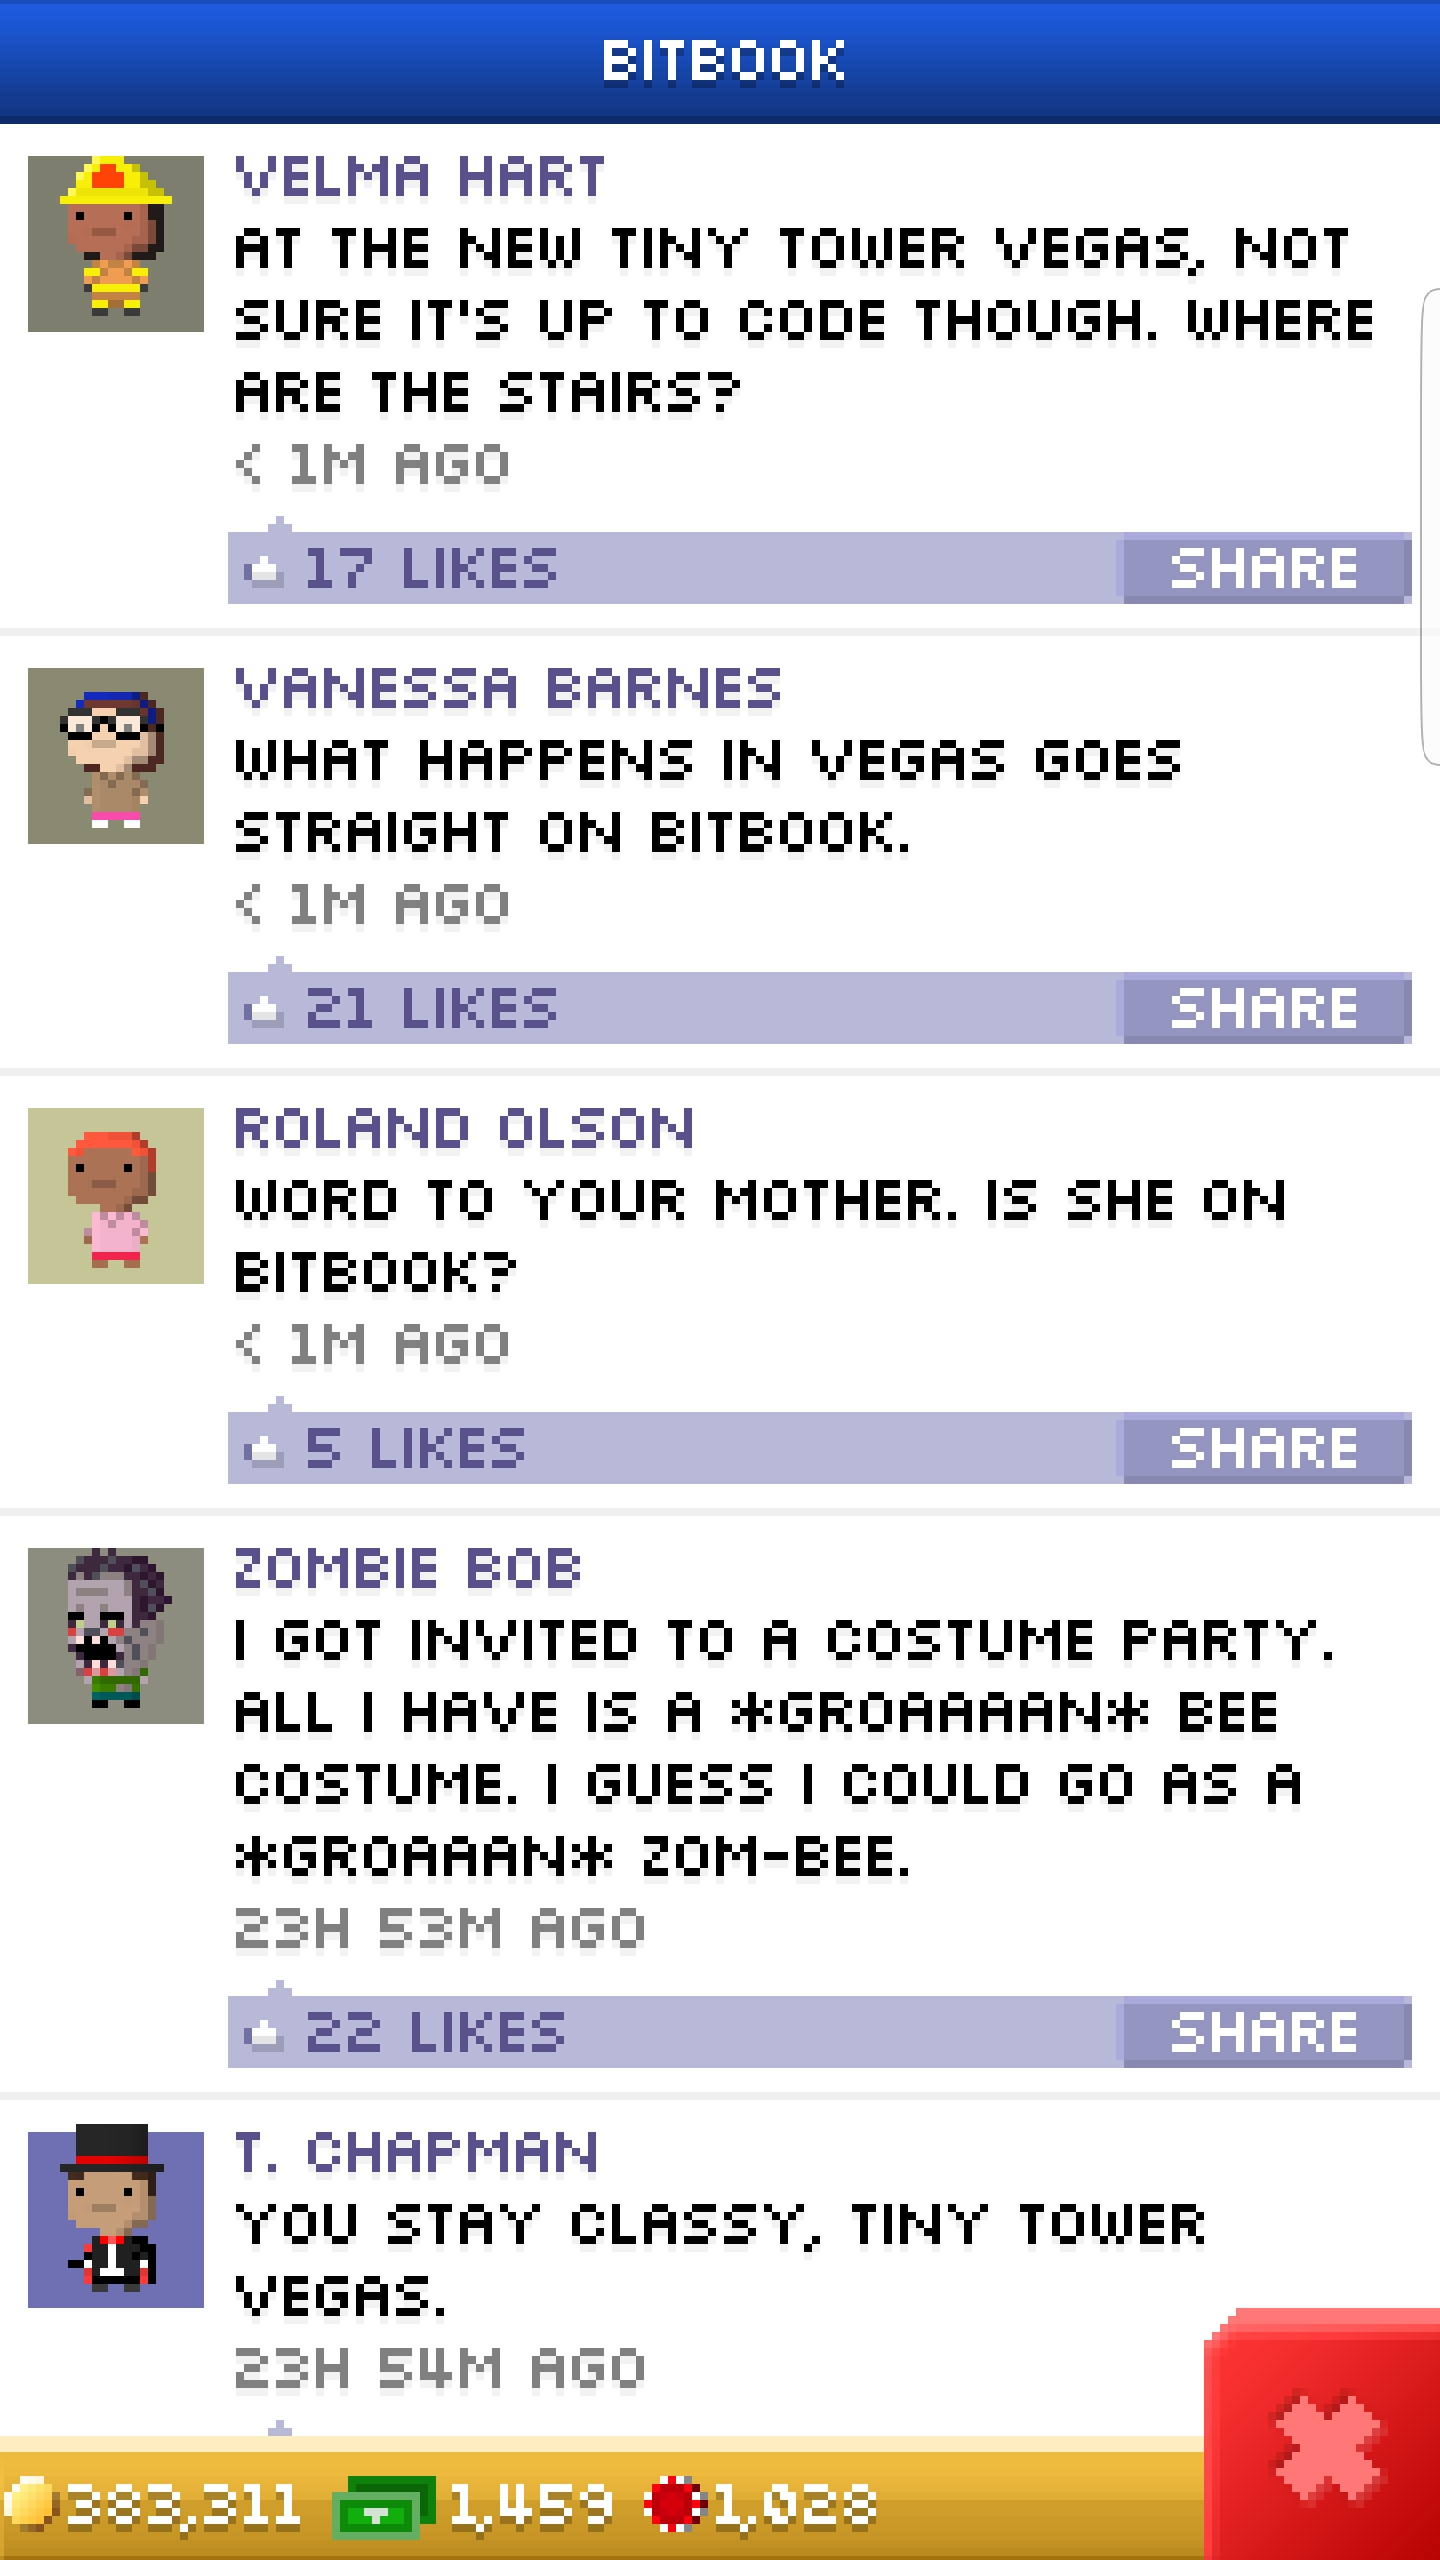 BITBOOK
VELMA HART
AT THE NEW TINY TOWER VEGAS, NOT
SURE IT'S UP TO CODE THOUGH. WHERE
ARE THE STAIRS?
< 1M AGO
17 LIKES
SHARE
VANESSA BARNES
WHAT HAPPENS IN VEGAS GOES
STRAIGHT ON BITBOOK.
< 1M AGO
21 LIKES
SHARE
ROLAND OLSON
WORD TO YOUR MOTHER. IS SHE ON
BITBOOK?
< 1M AGO
5 LIKES
SHARE
ZOMBIE BOB
I GOT INVITED TO A COSTUME PARTY.
ALL I HAVE IS A *GROAAAAN* BEE
COSTUME. I GUESS I COULD GO AS A
*GROAAAN* ZOM-BEE.
23H 53M AGO
22 LIKES
SHARE
T. CHAPMAN
YOU STAY CLASSY, TINY TOWER
VEGAS.
23H 54M AGO
383,311 1,459 1,028